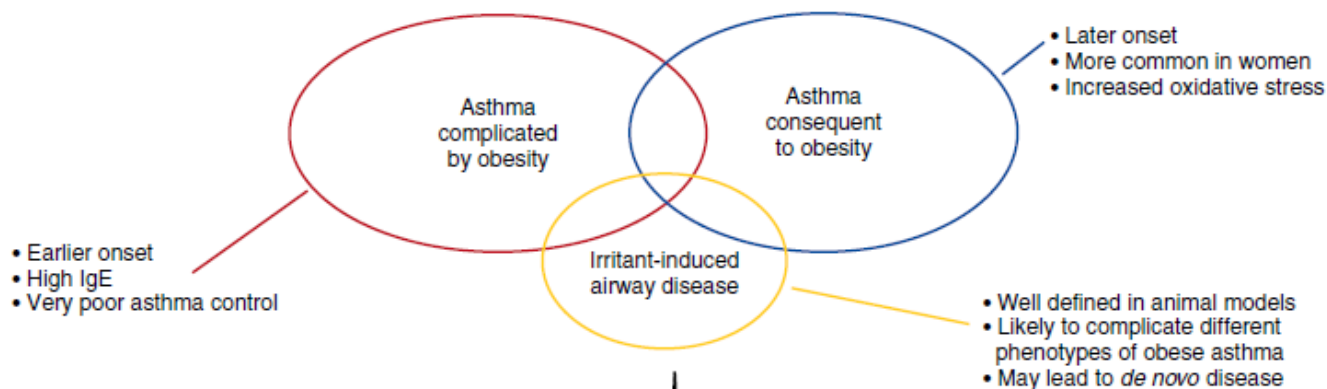 • Later onset
• More common in women
• Increased oxidative stress
Asthma
complicated
by obesity
Asthma
consequent
to obesity
• Earlier onset
• High IgE
• Very poor asthma control
Irritant-induced
airway disease
• Well defined in animal models
• Likely to complicate different
phenotypes of obese asthma
• May lead to de novo disease